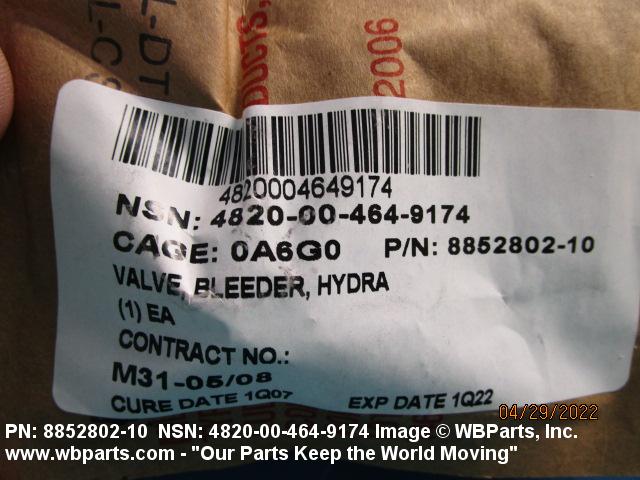 L-DT
L-C
DUCTS,
2006
4820004649174
NSN: 4820-00-464-9174
CAGE: 0A6G0 P/N: 8852802-10
VALVE, BLEEDER, HYDRA
(1) EA
CONTRACT NO.:
M31-05/08
CURE DATE 1Q07 EXP DATE 1Q22
04/29/2022
PN: 8852802-10 NSN: 4820-00-464-9174 Image © WBParts, Inc.
www.wbparts.com - "Our Parts Keep the World Moving"